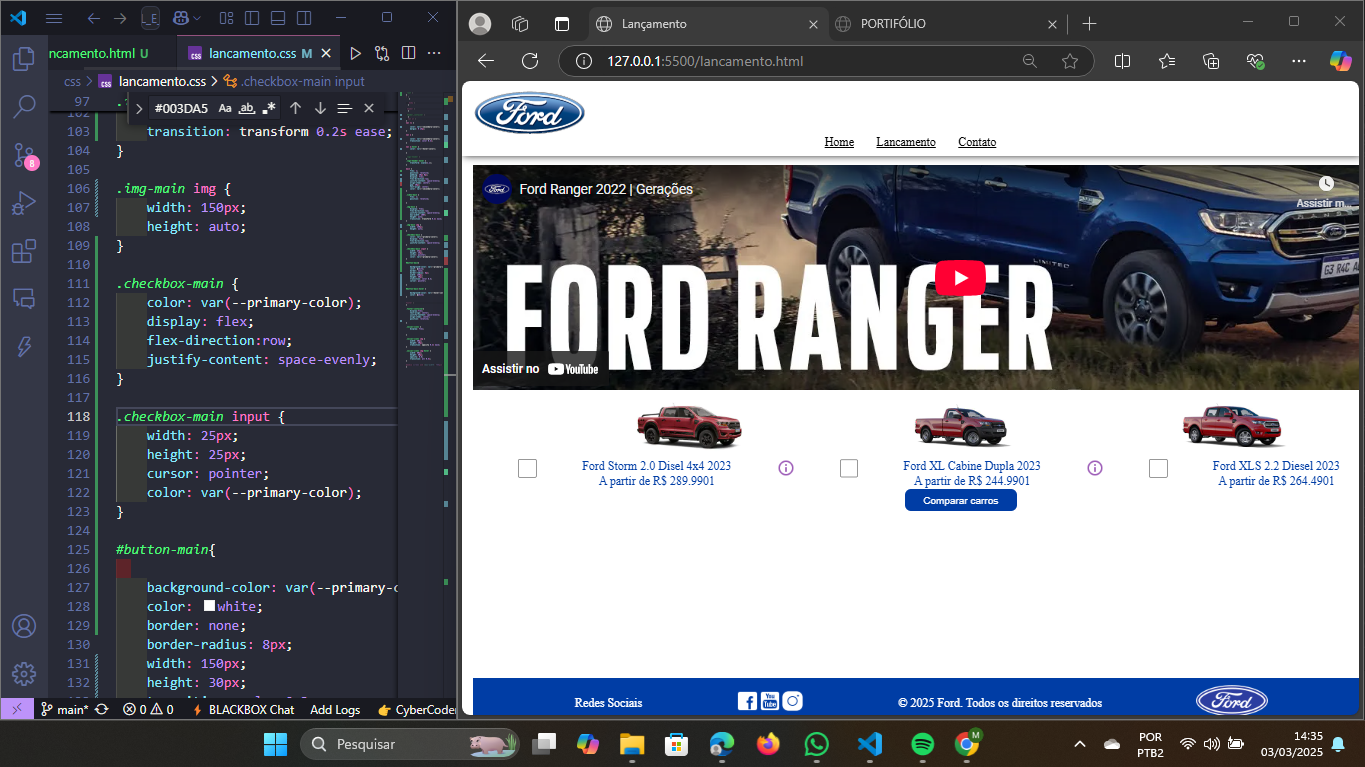 L_E
Lançamento
PORTIFÓLIO
ncamento.html U
lancamento.css M
127.0.0.1:5500/lancamento.html
css > lancamento.css > .checkbox-main input
#003DA5
Aa
ab
97
102
103 transition: transform 0.2s ease;
104 }
105
106 .img-main img {
107 width: 150px;
108 height: auto;
109 }
110
111 .checkbox-main {
112 color: var(--primary-color);
113 display: flex;
114 flex-direction:row;
115 justify-content: space-evenly;
116 }
117
118 .checkbox-main input {
119 width: 25px;
120 height: 25px;
121 cursor: pointer;
122 color: var(--primary-color);
123 }
124
125 #button-main{
126
127 background-color: var(--primary-c
128 color: white;
129 border: none;
130 border-radius: 8px;
131 width: 150px;
132 height: 30px;
8
main* 0 0 BLACKBOX Chat Add Logs CyberCoder
Ford
Home Lancamento Contato
Ford Ranger 2022 | Gerações
Assistir m...
LIMITED
G3 R4C A
FORD RANGER
Assistir no YouTube
Ford Storm 2.0 Disel 4x4 2023
A partir de R$ 289.9901
Ford XL Cabine Dupla 2023
A partir de R$ 244.9901
Ford XLS 2.2 Diesel 2023
A partir de R$ 264.4901
Comparar carros
Redes Sociais
You
Tube
© 2025 Ford. Todos os direitos reservados
Ford
Pesquisar
M
POR
PTB2
14:35
03/03/2025